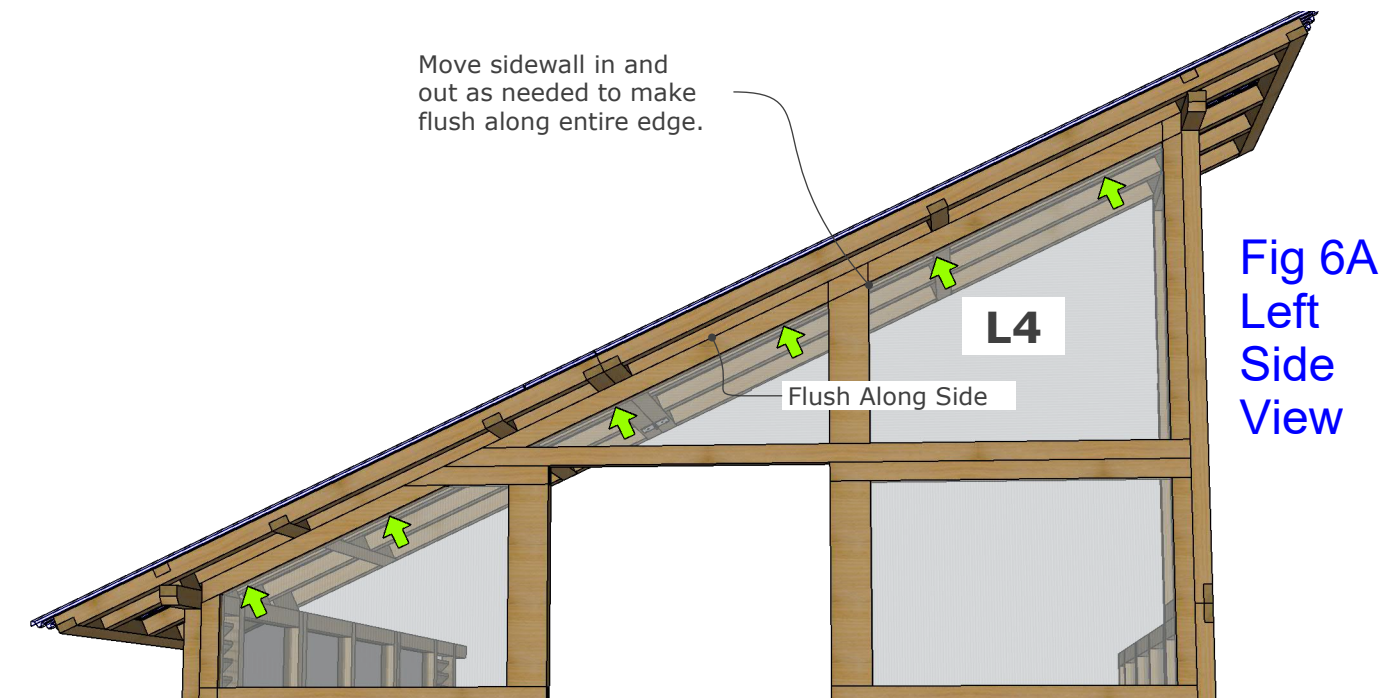 Move sidewall in and
out as needed to make
flush along entire edge.
Fig 6A
Left
Side
View
L4
Flush Along Side